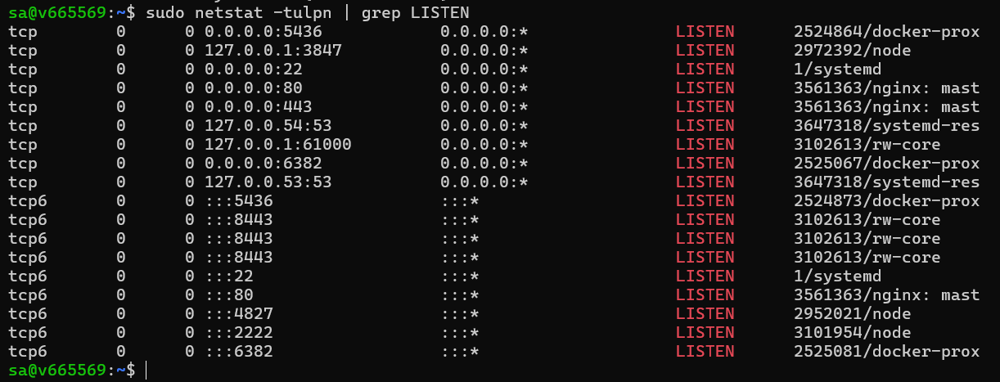 sa@v665569:~$ sudo netstat -tulpn | grep LISTEN
tcp        0      0 0.0.0.0:5436            0.0.0.0:*               LISTEN      2524864/docker-prox
tcp        0      0 127.0.0.1:3847          0.0.0.0:*               LISTEN      2972392/node
tcp        0      0 0.0.0.0:22              0.0.0.0:*               LISTEN      1/systemd
tcp        0      0 0.0.0.0:80              0.0.0.0:*               LISTEN      3561363/nginx: mast
tcp        0      0 0.0.0.0:443             0.0.0.0:*               LISTEN      3561363/nginx: mast
tcp        0      0 127.0.0.54:53           0.0.0.0:*               LISTEN      3647318/systemd-res
tcp        0      0 127.0.0.1:61000         0.0.0.0:*               LISTEN      3102613/rw-core
tcp        0      0 0.0.0.0:6382            0.0.0.0:*               LISTEN      2525067/docker-prox
tcp        0      0 127.0.0.53:53           0.0.0.0:*               LISTEN      3647318/systemd-res
tcp6       0      0 :::5436                 :::*                    LISTEN      2524873/docker-prox
tcp6       0      0 :::8443                 :::*                    LISTEN      3102613/rw-core
tcp6       0      0 :::8443                 :::*                    LISTEN      3102613/rw-core
tcp6       0      0 :::8443                 :::*                    LISTEN      3102613/rw-core
tcp6       0      0 :::22                   :::*                    LISTEN      1/systemd
tcp6       0      0 :::80                   :::*                    LISTEN      3561363/nginx: mast
tcp6       0      0 :::4827                 :::*                    LISTEN      2952021/node
tcp6       0      0 :::2222                 :::*                    LISTEN      3101954/node
tcp6       0      0 :::6382                 :::*                    LISTEN      2525081/docker-prox
sa@v665569:~$